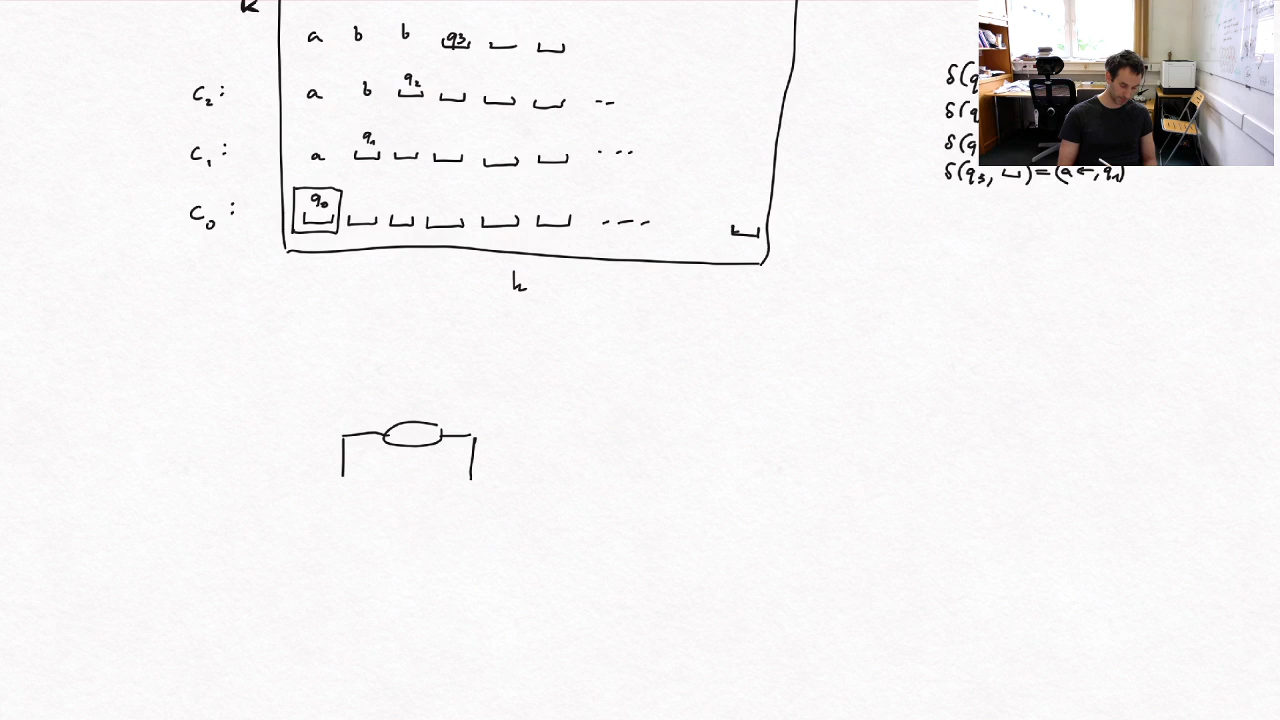 k
a b b q3 ⊔ ⊔
C2: a b q2 ⊔ ⊔ ⊔ ⊔ --
C1: a q1 ⊔ ⊔ ⊔ ⊔ ⊔ ...
C0: q0 ⊔ ⊔ ⊔ ⊔ ⊔ ⊔ --- ⊔
h
δ(q
δ(q
δ(q
δ(q3, ⊔) = (a←, q1)